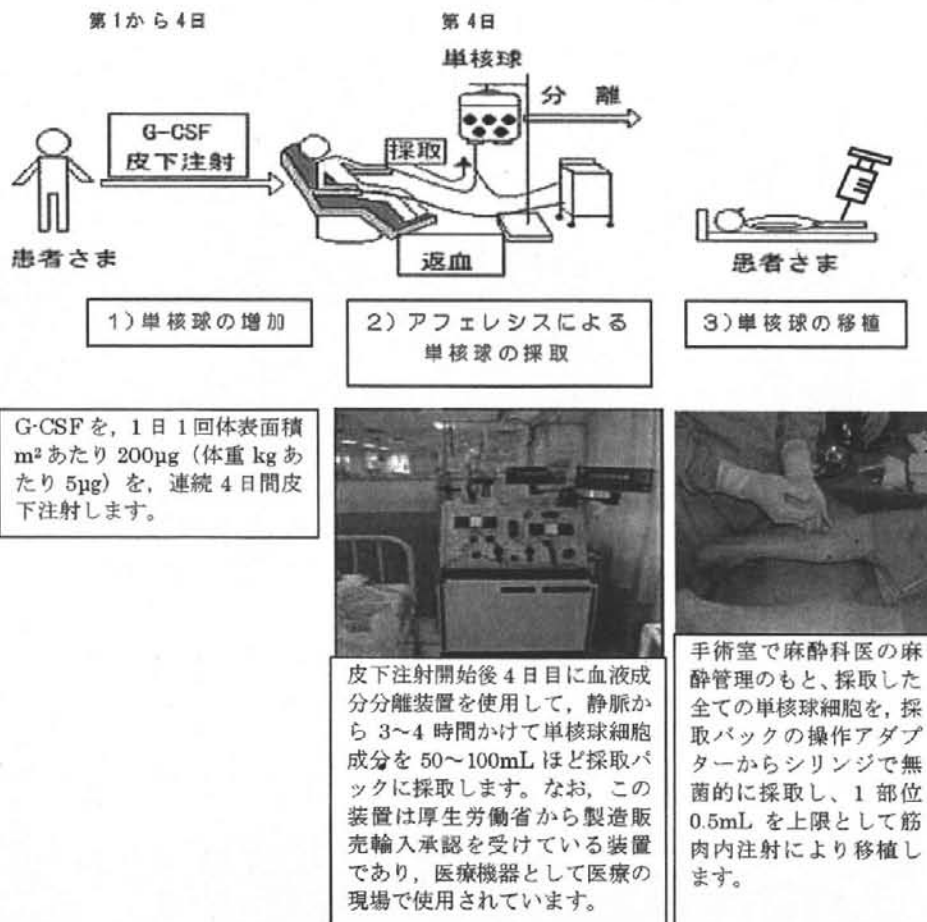 第1から4日
第4日
単核球
分離
G-CSF
皮下注射
採取
返血
患者さま
患者さま
1)単核球の増加
2)アフェレシスによる
単核球の採取
3)単核球の移植
G-CSFを,1日1回体表面積
m²あたり200μg(体重kgあ
たり5μg)を,連続4日間皮
下注射します。
皮下注射開始後4日目に血液成
分分離装置を使用して,静脈か
ら3~4時間かけて単核球細胞
成分を50~100mLほど採取パ
ックに採取します。なお,この
装置は厚生労働省から製造販
売輸入承認を受けている装置
であり,医療機器として医療の
現場で使用されています。
手術室で麻酔科医の麻
酔管理のもと、採取した
全ての単核球細胞を,採
取バックの操作アダプ
ターからシリンジで無
菌的に採取し、1部位
0.5mLを上限として筋
肉内注射により移植し
ます。